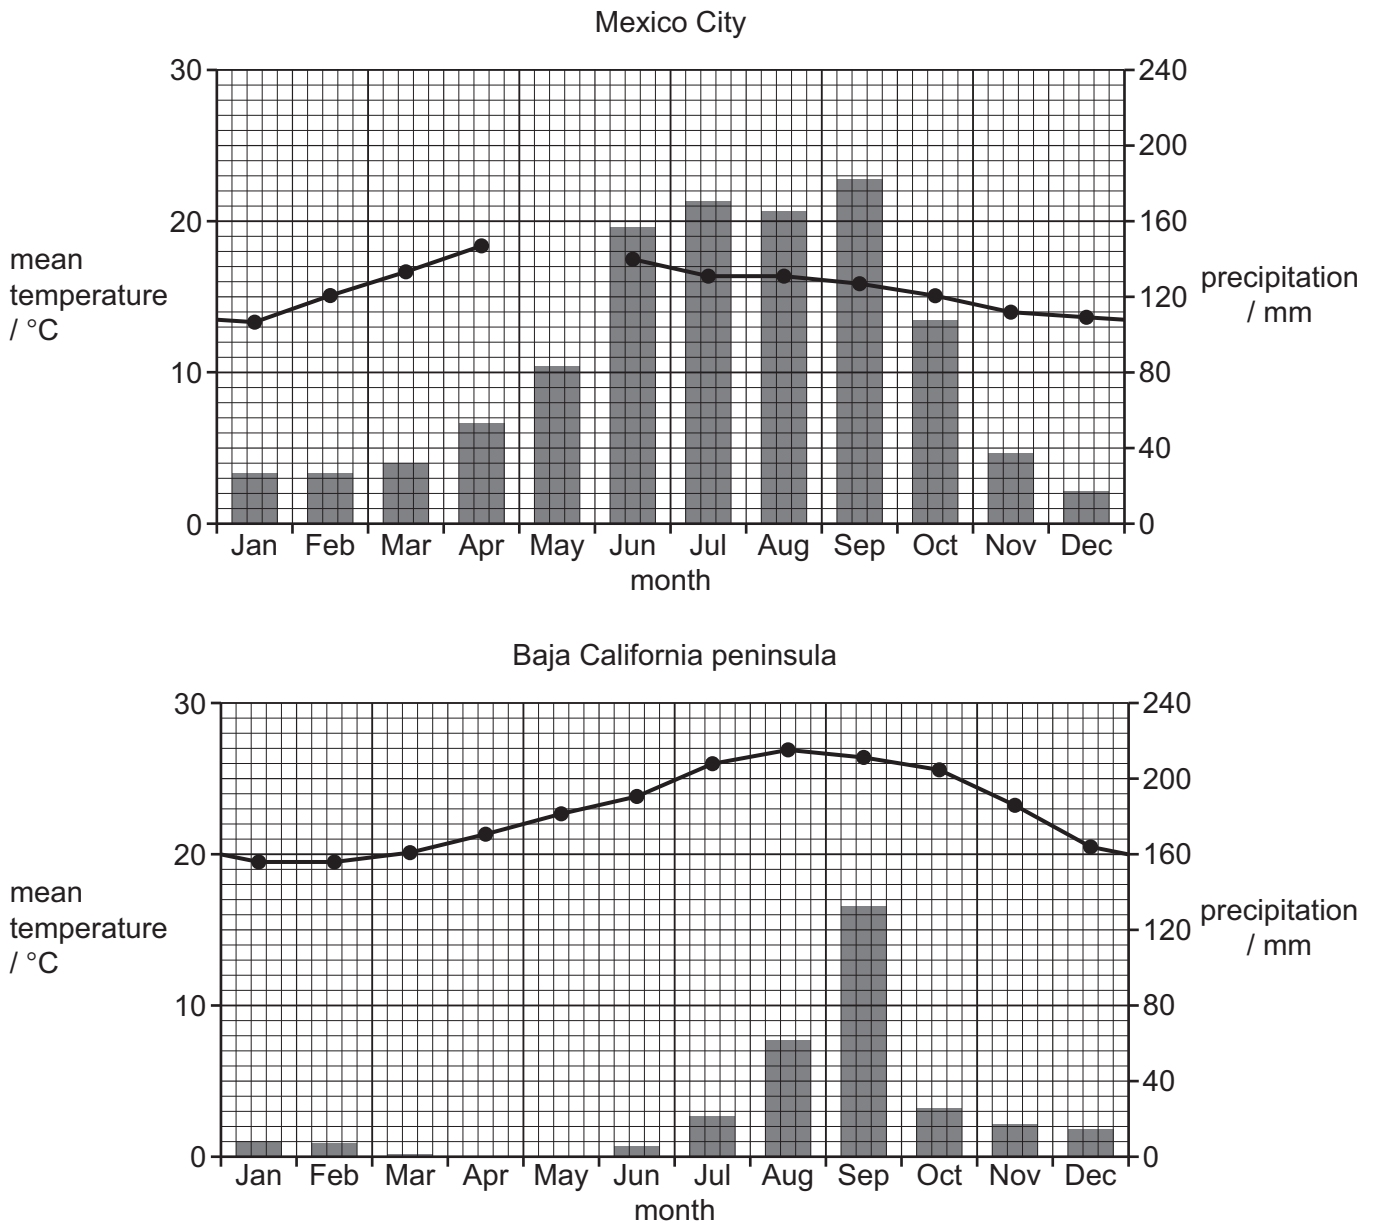 Mexico City
30
20
10
0
mean
temperature
/ °C
240
200
160
120
80
40
0
precipitation
/ mm
Jan Feb Mar Apr May Jun Jul Aug Sep Oct Nov Dec
month
Baja California peninsula
30
20
10
0
mean
temperature
/ °C
240
200
160
120
80
40
0
precipitation
/ mm
Jan Feb Mar Apr May Jun Jul Aug Sep Oct Nov Dec
month